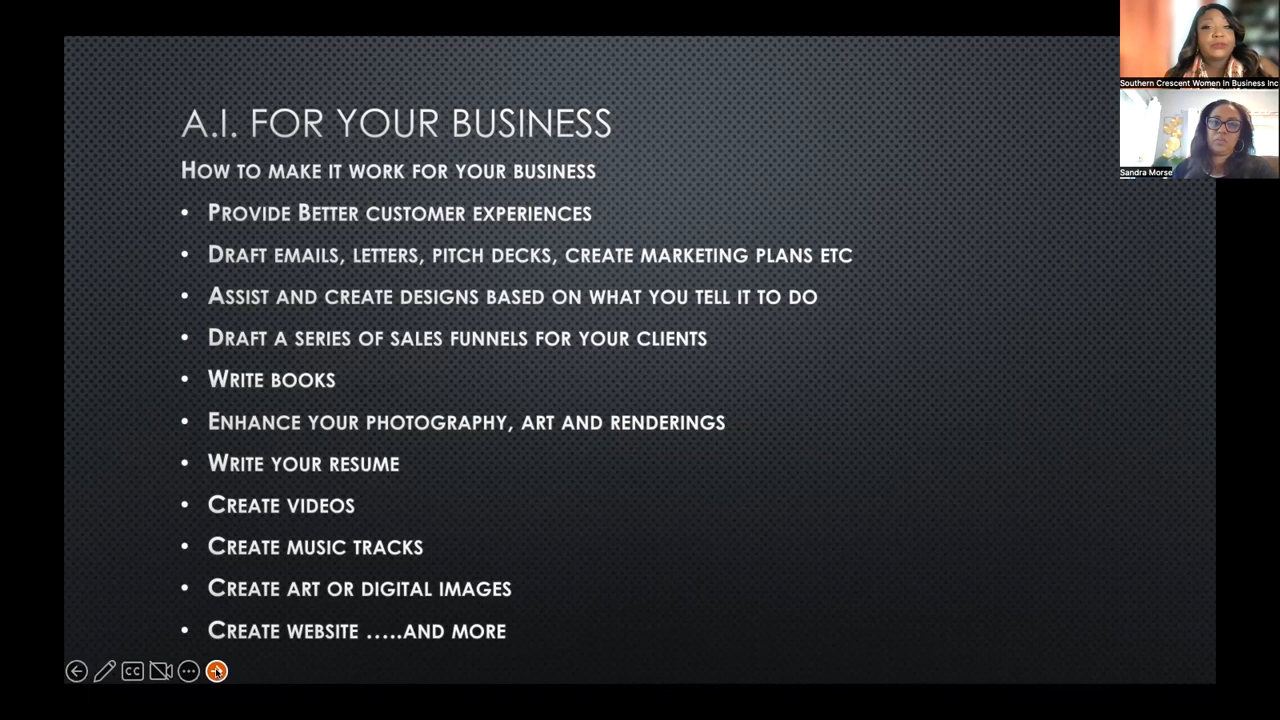 A.I. FOR YOUR BUSINESS
HOW TO MAKE IT WORK FOR YOUR BUSINESS
• PROVIDE BETTER CUSTOMER EXPERIENCES
• DRAFT EMAILS, LETTERS, PITCH DECKS, CREATE MARKETING PLANS ETC
• ASSIST AND CREATE DESIGNS BASED ON WHAT YOU TELL IT TO DO
• DRAFT A SERIES OF SALES FUNNELS FOR YOUR CLIENTS
• WRITE BOOKS
• ENHANCE YOUR PHOTOGRAPHY, ART AND RENDERINGS
• WRITE YOUR RESUME
• CREATE VIDEOS
• CREATE MUSIC TRACKS
• CREATE ART OR DIGITAL IMAGES
• CREATE WEBSITE .....AND MORE
CC
Southern Crescent Women In Business Inc
Sandra Morse